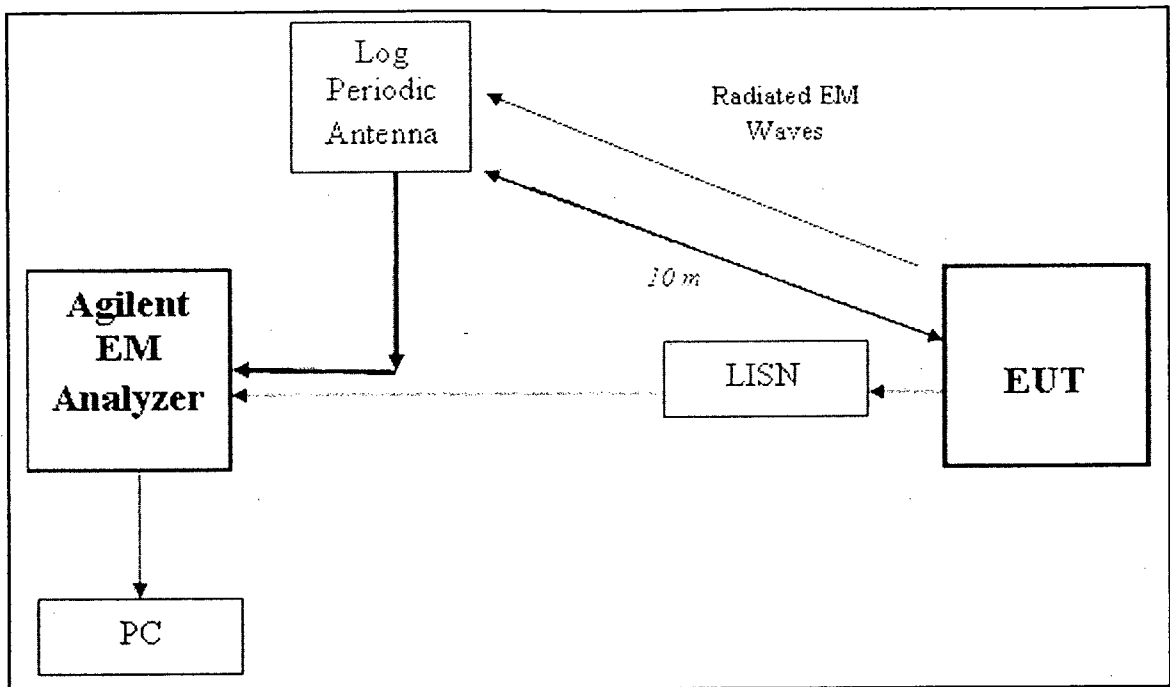 Log
Periodic
Antenna
Radiated EM
Waves
10 m
Agilent
EM
Analyzer
LISN
EUT
PC